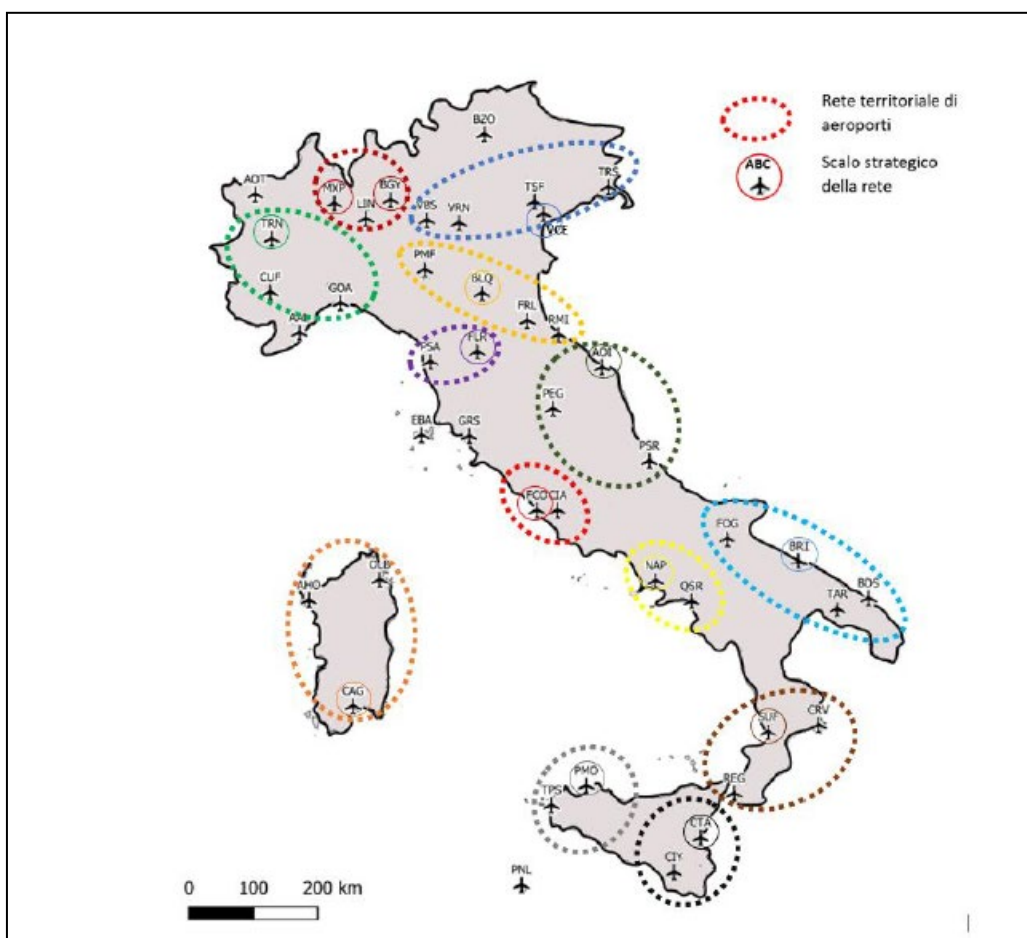 Rete territoriale di
aeroporti
ABC
Scalo strategico
della rete
BZO
AOT
MXP
BGY
LIN
TSF
TRS
VBS
VRN
VCE
TRN
PMF
BLQ
CUF
GOA
FRL
RMI
FLR
PSA
AOI
PEG
EBA
GRS
PSR
FCO
CIA
FOG
BRI
NAP
QSR
BDS
TAR
OLB
AHO
CAG
SUF
CRV
PMO
REG
TPS
CTA
CIY
PNL
0 100 200 km